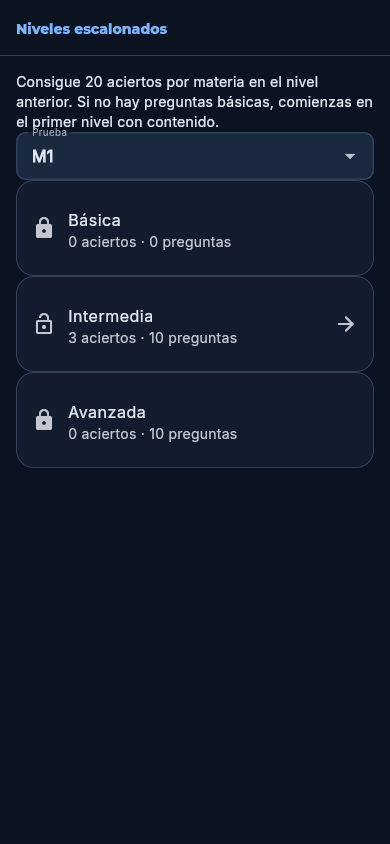 Niveles escalonados
Consigue 20 aciertos por materia en el nivel
anterior. Si no hay preguntas básicas, comienzas en
el primer nivel con contenido.
Prueba
M1
Básica
0 aciertos · 0 preguntas
Intermedia
3 aciertos · 10 preguntas
Avanzada
0 aciertos · 10 preguntas